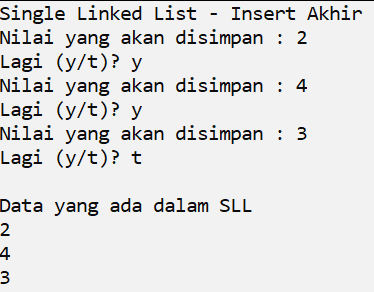 Single Linked List - Insert Akhir
Nilai yang akan disimpan : 2
Lagi (y/t)? y
Nilai yang akan disimpan : 4
Lagi (y/t)? y
Nilai yang akan disimpan : 3
Lagi (y/t)? t
Data yang ada dalam SLL
2
4
3